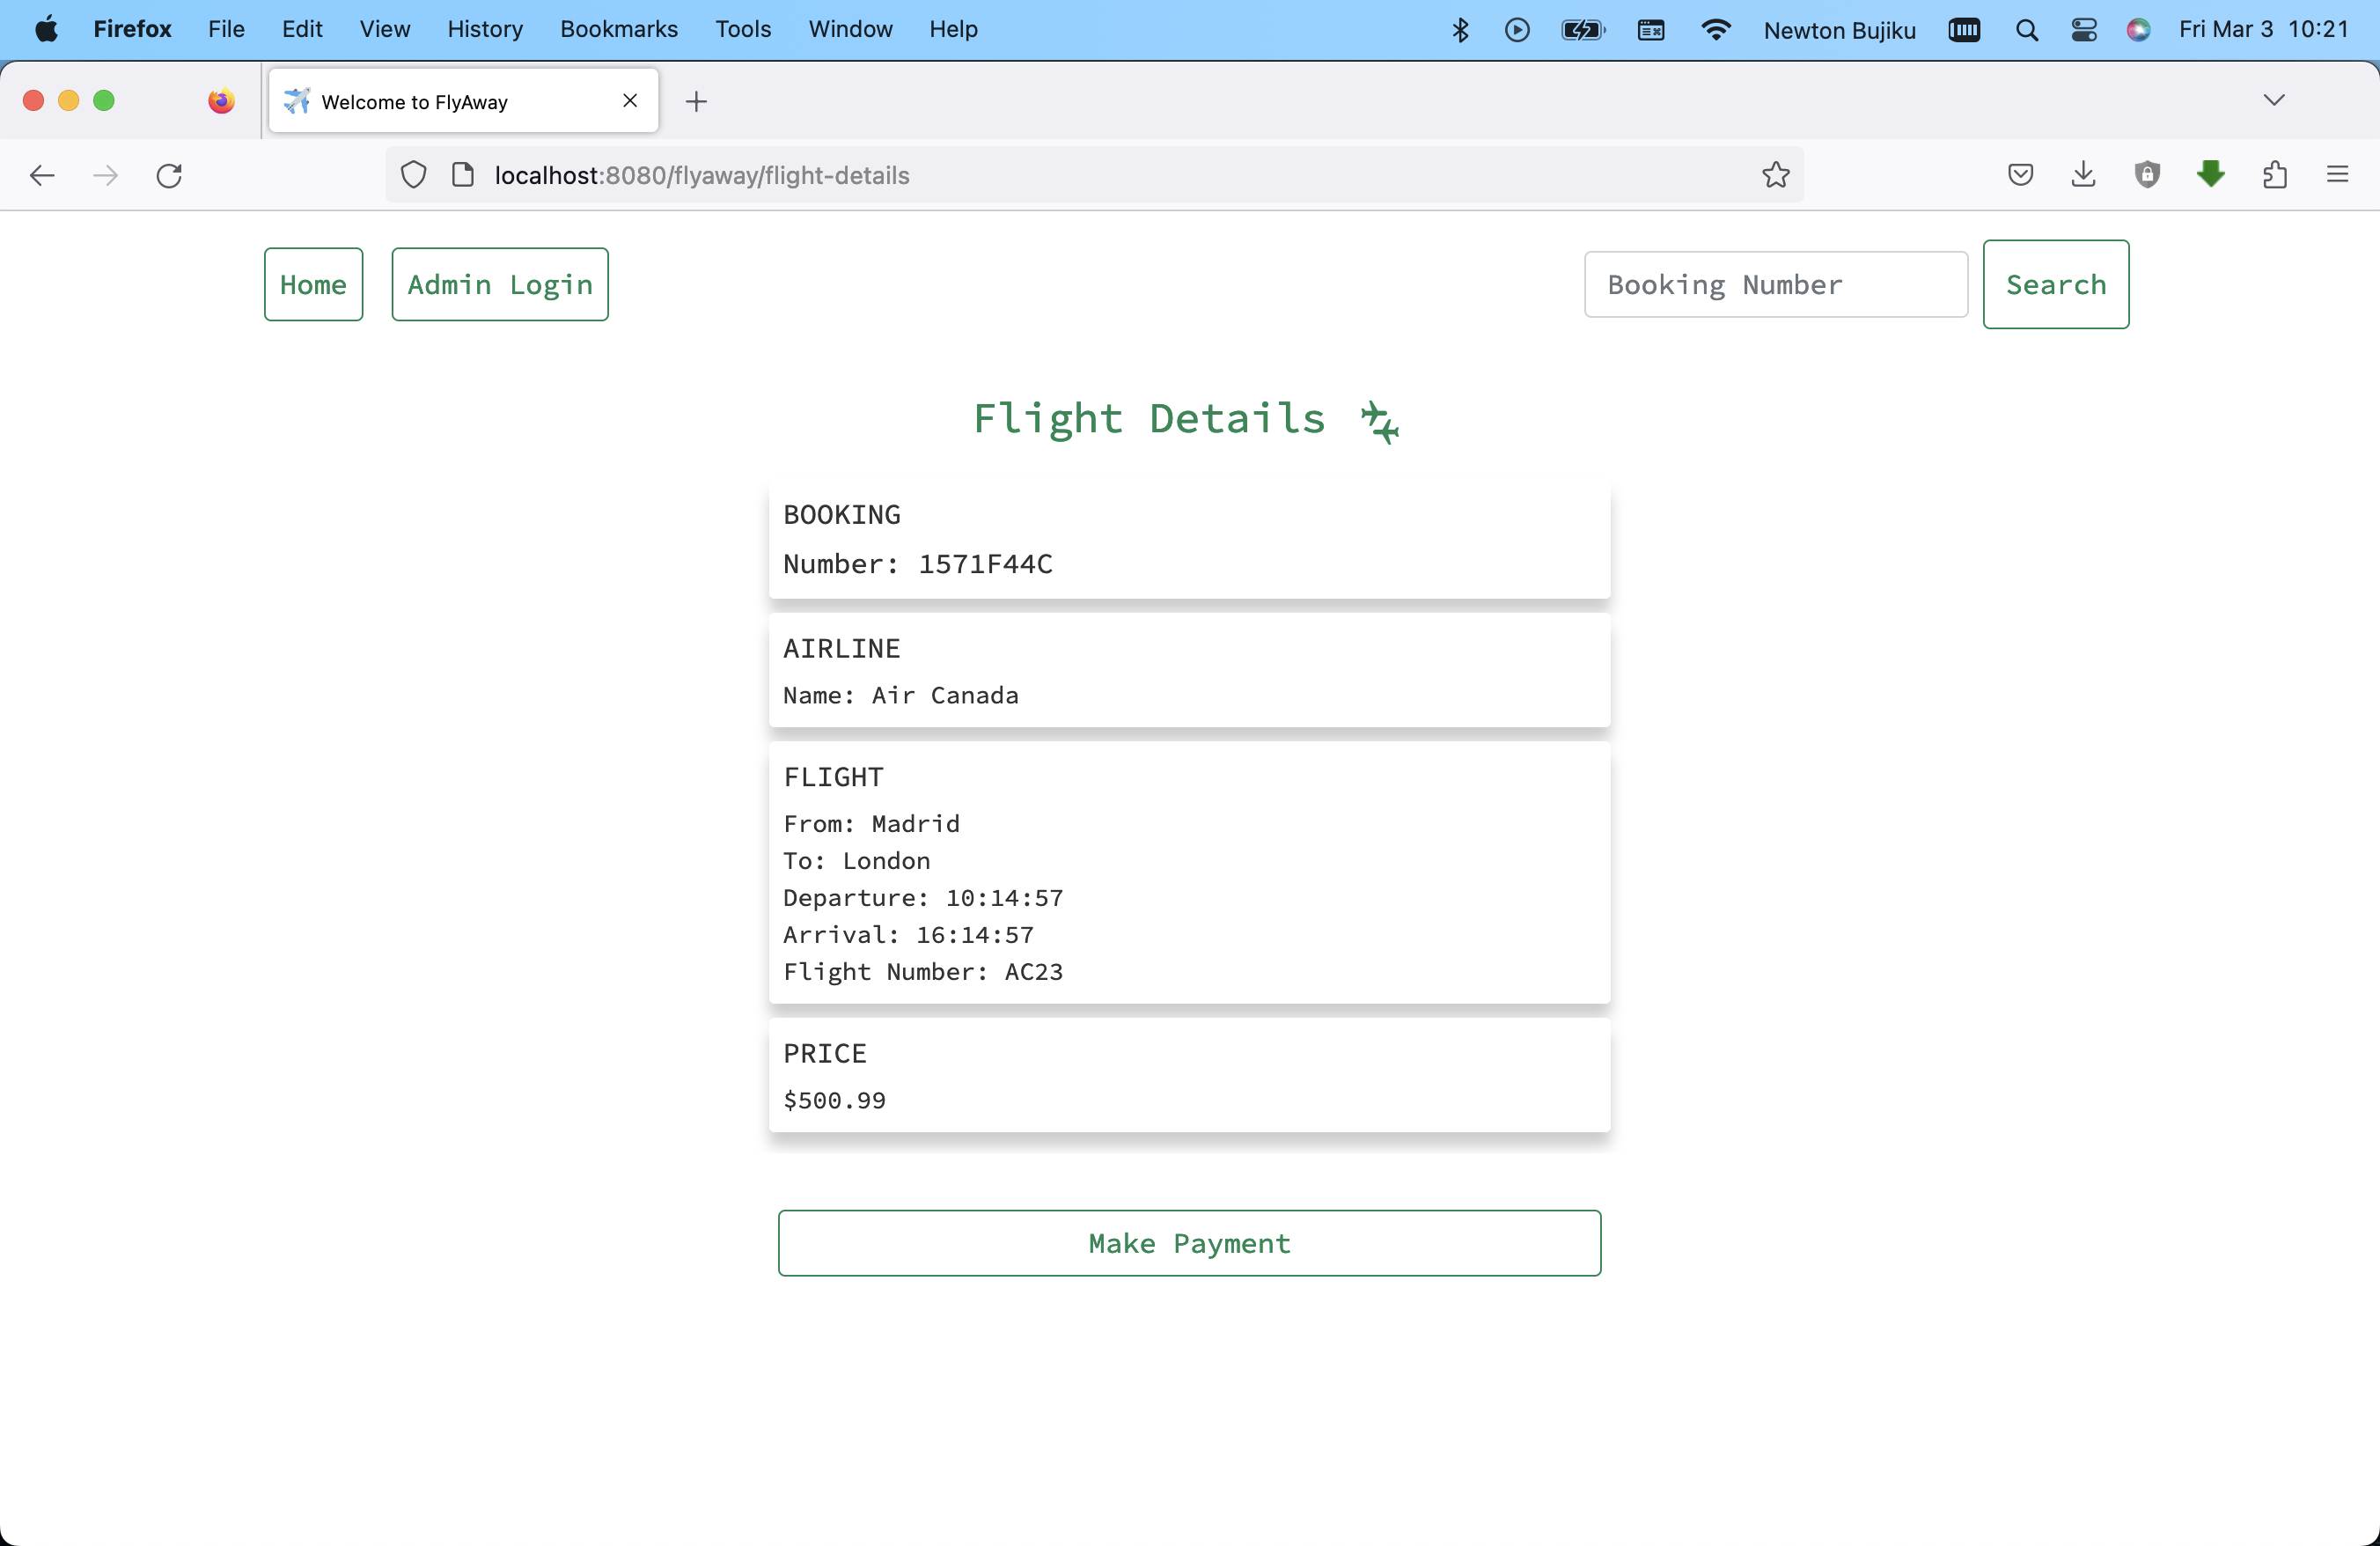 Firefox File Edit View History Bookmarks Tools Window Help Newton Bujiku Fri Mar 3 10:21
Welcome to FlyAway
localhost:8080/flyaway/flight-details
Home Admin Login Booking Number Search
Flight Details
BOOKING
Number: 1571F44C
AIRLINE
Name: Air Canada
FLIGHT
From: Madrid
To: London
Departure: 10:14:57
Arrival: 16:14:57
Flight Number: AC23
PRICE
$500.99
Make Payment